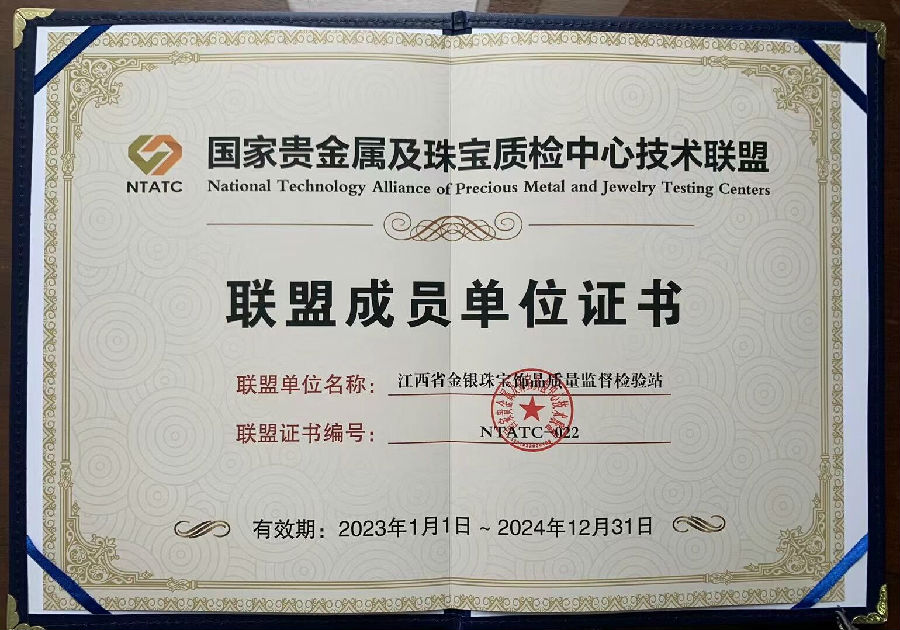 国家贵金属及珠宝质检中心技术联盟
NTATC
National Technology Alliance of Precious Metal and Jewelry Testing Centers
联盟成员单位证书
联盟单位名称: 江西省金银珠宝饰品质量监督检验站
联盟证书编号: NTATC-022
有效期: 2023年1月1日 ~ 2024年12月31日